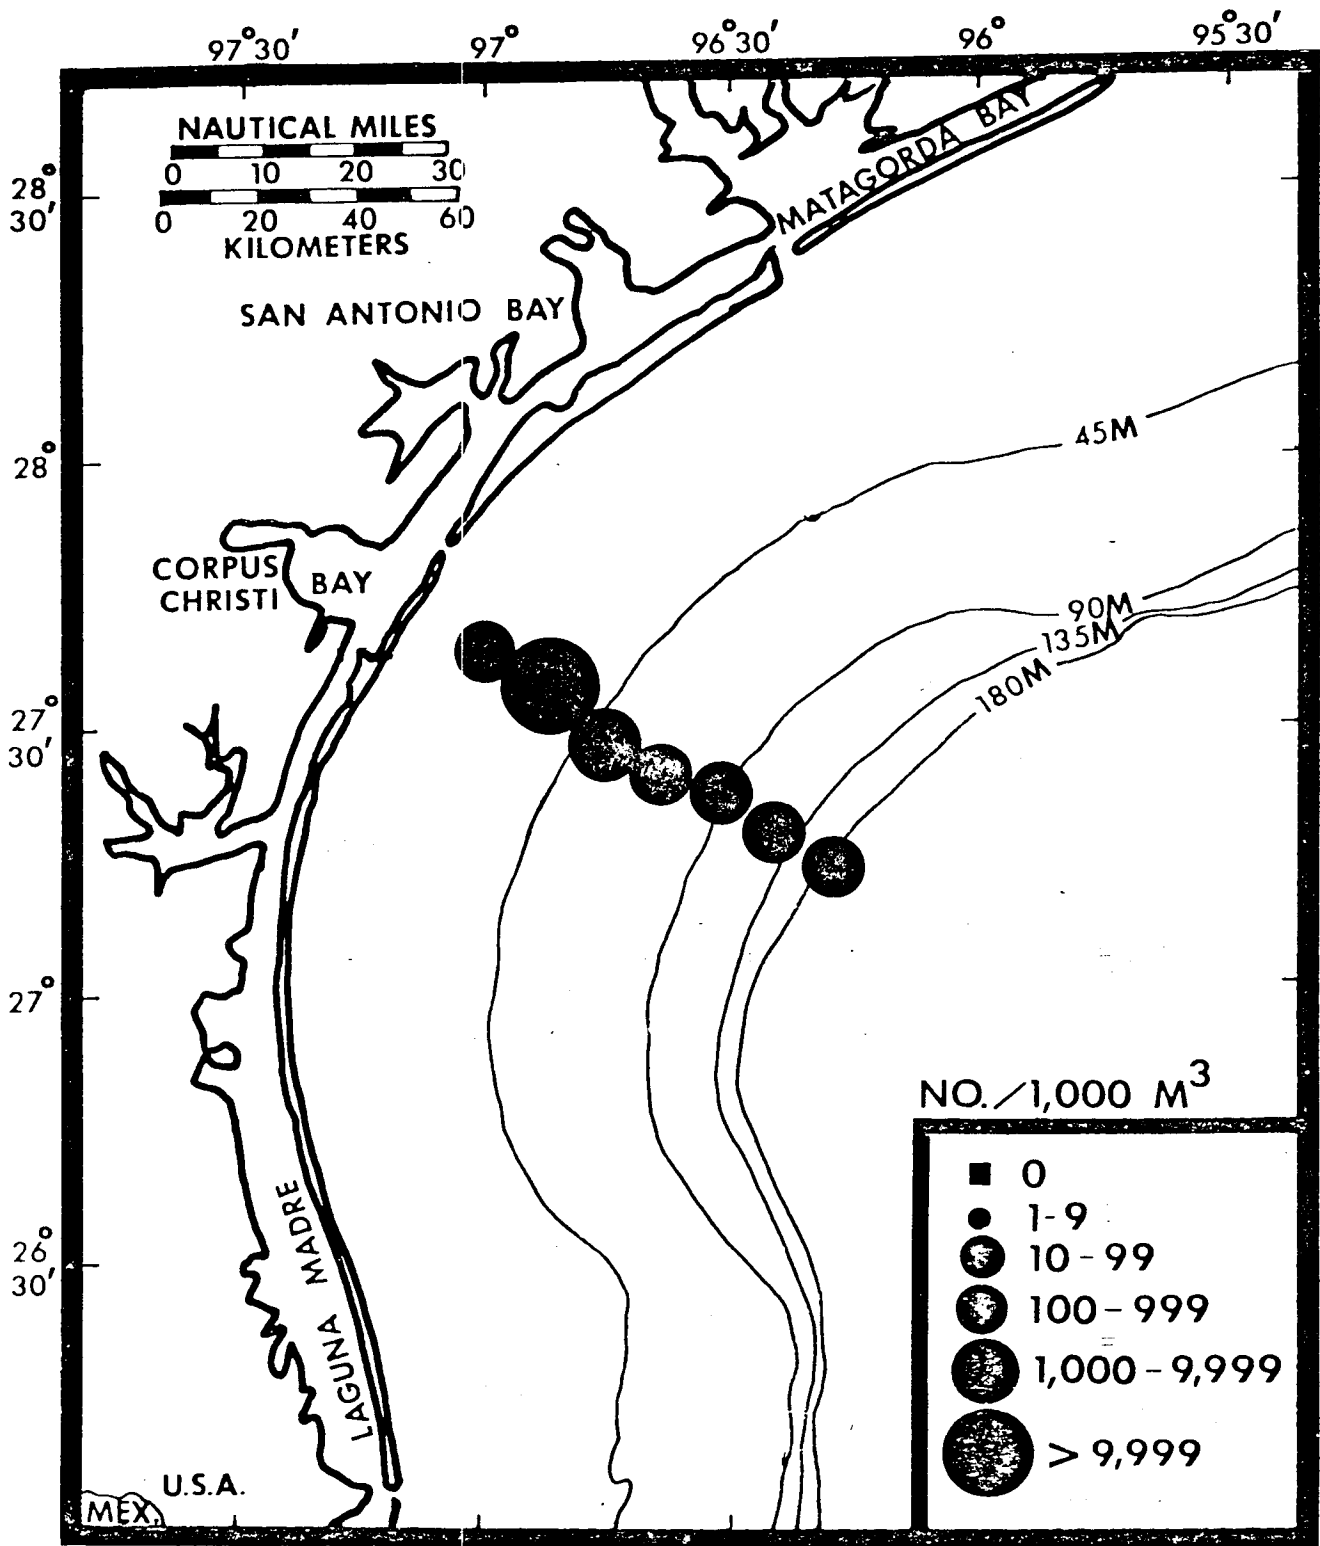 97°30′ 97° 96°30′ 96° 95°30′
NAUTICAL MILES
0 10 20 30
0 20 40 60
KILOMETERS
28°
30′
MATAGORDA BAY
SAN ANTONIO BAY
45M
28°
CORPUS
CHRISTI
BAY
90M
135M
180M
27°
30′
27°
NO./1,000 M³
0
1-9
10-99
100-999
1,000-9,999
> 9,999
26°
30′
LAGUNA MADRE
U.S.A.
MEX.